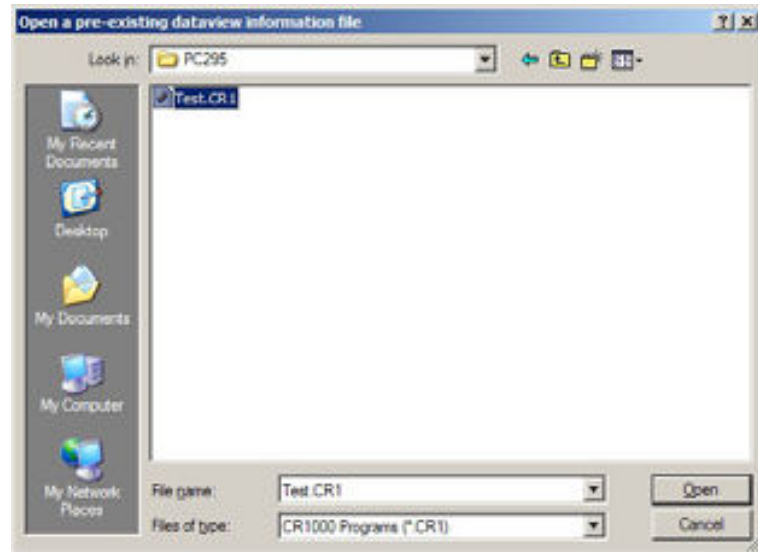 Open a pre-existing dataview information file
Look in:
PC295
Test.CR1
My Recent
Documents
Desktop
My Documents
My Computer
My Network
Places
File name:
Test.CR1
Open
Files of type:
CR1000 Programs (*.CR1)
Cancel